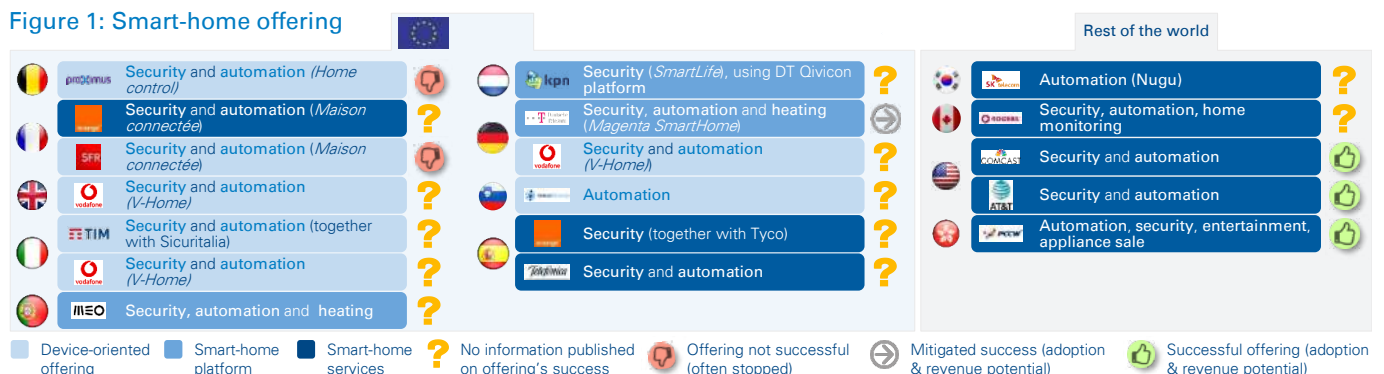 Figure 1: Smart-home offering
Rest of the world
proximus
Security and automation (Home
control)
orange
Security and automation (Maison
connectée)
SFR
Security and automation (Maison
connectée)
vodafone
Security and automation
(V-Home)
TIM
Security and automation (together
with Sicuritalia)
vodafone
Security and automation
(V-Home)
MEO
Security, automation and heating
kpn
Security (SmartLife), using DT Qivicon
platform
Security, automation and heating
(Magenta SmartHome)
vodafone
Security and automation
(V-Home))
Automation
orange
Security (together with Tyco)
Telefónica
Security and automation
SK telecom
Automation (Nugu)
ROGERS
Security, automation, home
monitoring
COMCAST
Security and automation
AT&T
Security and automation
PCCW
Automation, security, entertainment,
appliance sale
Device-oriented
offering
Smart-home
platform
Smart-home
services
? No information published
on offering's success
Offering not successful
(often stopped)
Mitigated success (adoption
& revenue potential)
Successful offering (adoption
& revenue potential)